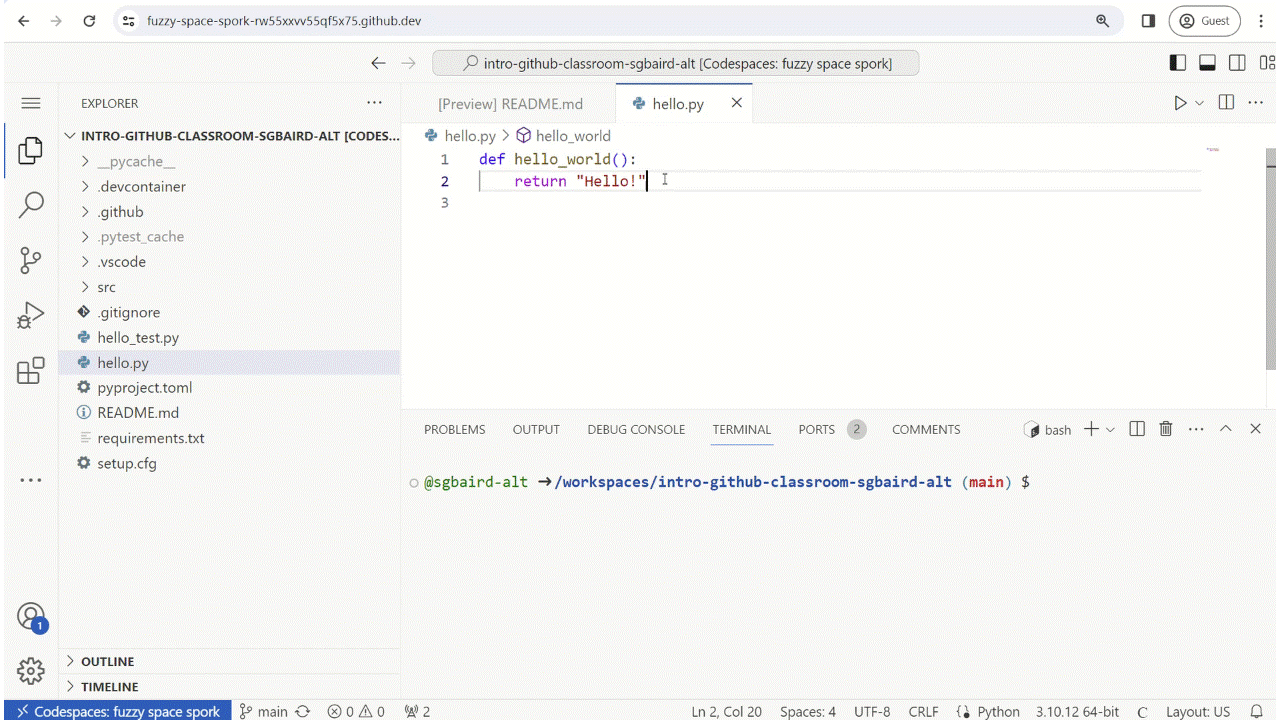 fuzzy-space-spork-rw55xxvv55qf5x75.github.dev
Guest
intro-github-classroom-sgbaird-alt [Codespaces: fuzzy space spork]
EXPLORER
INTRO-GITHUB-CLASSROOM-SGBAIRD-ALT [CODES...
__pycache__
.devcontainer
.github
.pytest_cache
.vscode
src
.gitignore
hello_test.py
hello.py
pyproject.toml
README.md
requirements.txt
setup.cfg
OUTLINE
TIMELINE
[Preview] README.md
hello.py
hello.py > hello_world
1 def hello_world():
2 return "Hello!"
3
PROBLEMS OUTPUT DEBUG CONSOLE TERMINAL PORTS 2 COMMENTS
bash
@sgbaird-alt ➜/workspaces/intro-github-classroom-sgbaird-alt (main) $
1
Codespaces: fuzzy space spork main 0 0 2 Ln 2, Col 20 Spaces: 4 UTF-8 CRLF Python 3.10.12 64-bit Layout: US